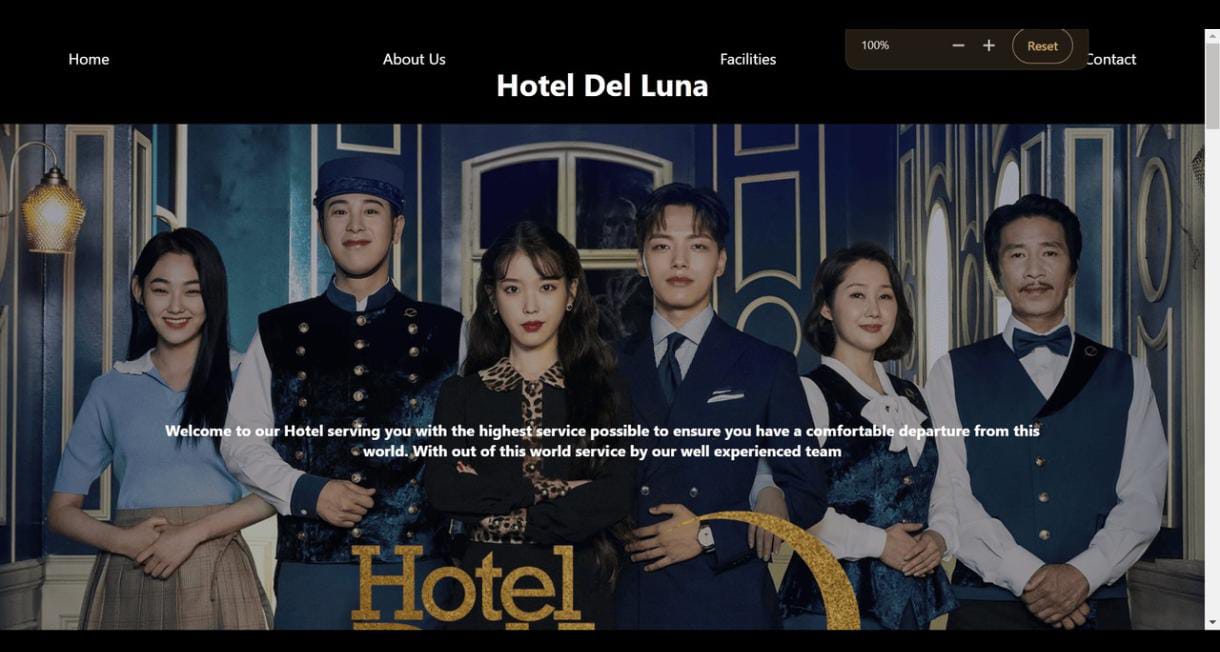 Home
About Us
Facilities
100%
Reset
Contact
Hotel Del Luna
Welcome to our Hotel serving you with the highest service possible to ensure you have a comfortable departure from this
world. With out of this world service by our well experienced team
Hotel